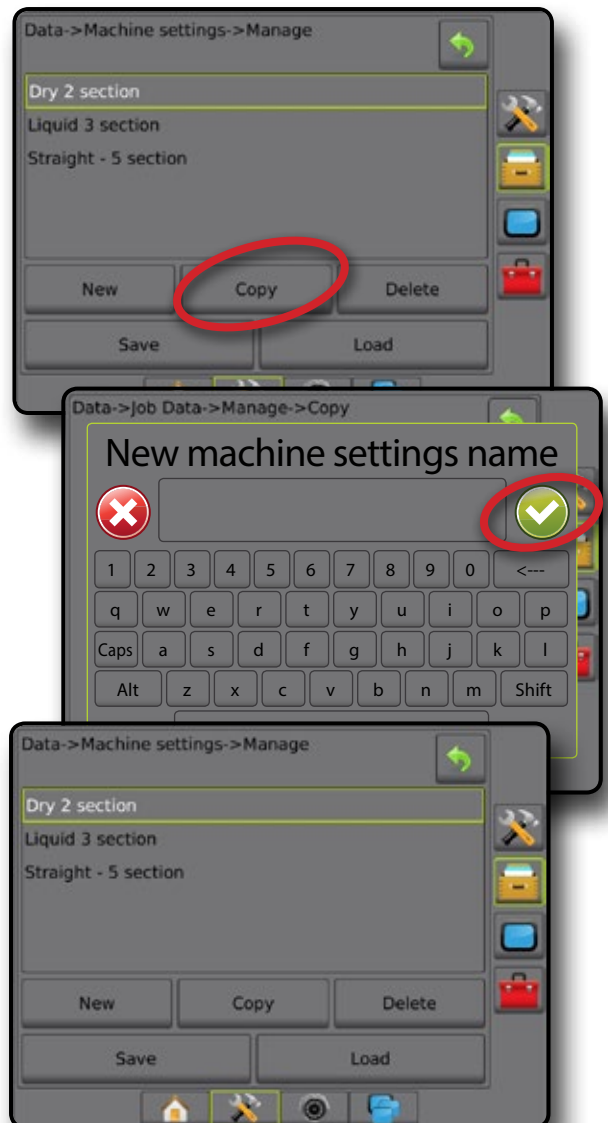 Data->Machine settings->Manage
Dry 2 section
Liquid 3 section
Straight - 5 section
New Copy Delete
Save Load
Data->Job Data->Manage->Copy
New machine settings name
1 2 3 4 5 6 7 8 9 0 <---
q w e r t y u i o p
Caps a s d f g h j k l
Alt z x c v b n m Shift
Data->Machine settings->Manage
Dry 2 section
Liquid 3 section
Straight - 5 section
New Copy Delete
Save Load